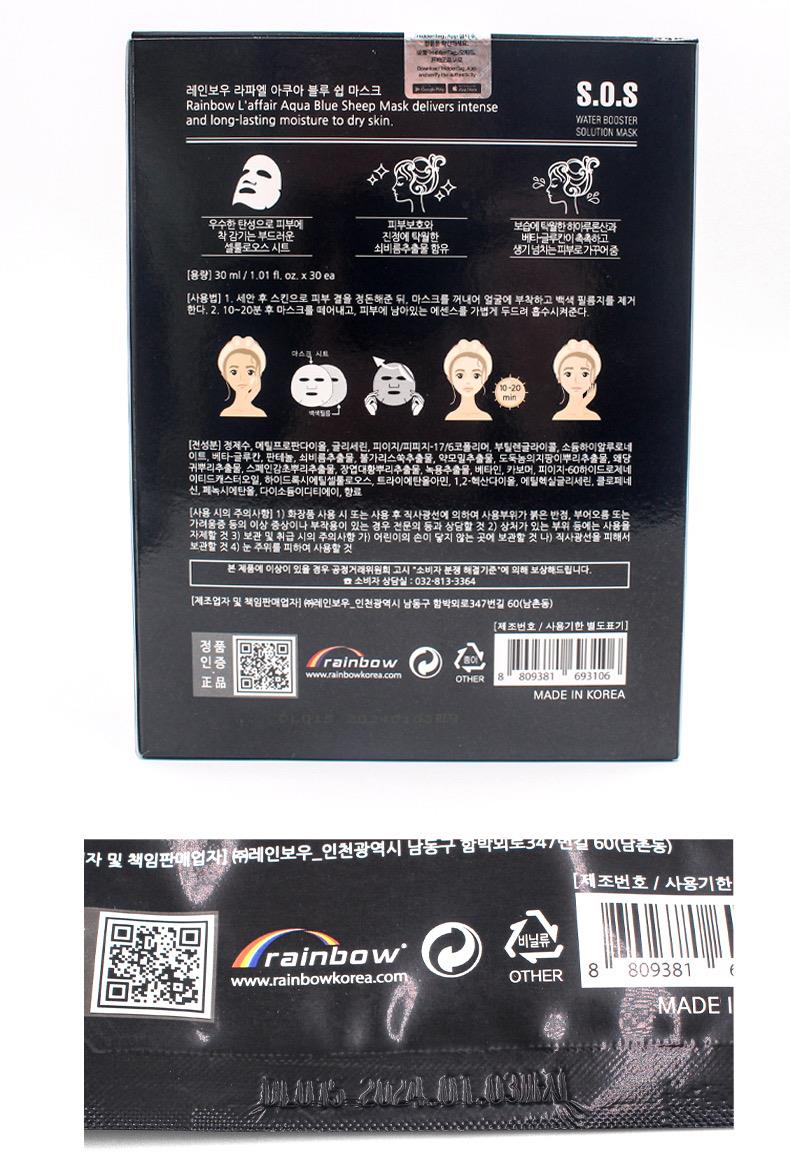 레인보우 라파엘 아쿠아 블루 쉽 마스크
Rainbow L'affair Aqua Blue Sheep Mask delivers intense
and long-lasting moisture to dry skin.
S.O.S
WATER BOOSTER
SOLUTION MASK
Google Play
App Store
우수한 탄성으로 피부에
착 감기는 부드러운
셀룰로오스 시트
피부보호와
진정에 탁월한
쇠비름추출물 함유
보습에 탁월한 히아루론산과
베타-글루칸이 촉촉하고
생기 넘치는 피부로 가꾸어 줌
[용량] 30 ml / 1.01 fl. oz. x 30 ea
[사용법] 1. 세안 후 스킨으로 피부 결을 정돈해준 뒤, 마스크를 꺼내어 얼굴에 부착하고 백색 필름지를 제거
한다. 2. 10~20분 후 마스크를 떼어내고, 피부에 남아있는 에센스를 가볍게 두드려 흡수시켜준다.
마스크 시트
백색필름
10-20
min
[전성분] 정제수, 메틸프로판다이올, 글리세린, 피이지/피피지-17/6코폴리머, 부틸렌글라이콜, 소듐하이알루로네
이트, 베타-글루칸, 판테놀, 쇠비름추출물, 불가리스쑥추출물, 약모밀추출물, 도둑놈의지팡이뿌리추출물, 왜당
귀뿌리추출물, 스페인감초뿌리추출물, 장엽대황뿌리추출물, 녹용추출물, 베타인, 카보머, 피이지-60하이드로제네
이티드캐스터오일, 하이드록시에틸셀룰로오스, 트라이에탄올아민, 1,2-헥산다이올, 에틸헥실글리세린, 클로페네
신, 페녹시에탄올, 다이소듐이디티에이, 향료
[사용 시의 주의사항] 1) 화장품 사용 시 또는 사용 후 직사광선에 의하여 사용부위가 붉은 반점, 부어오름 또는
가려움증 등의 이상 증상이나 부작용이 있는 경우 전문의 등과 상담할 것 2) 상처가 있는 부위 등에는 사용을
자제할 것 3) 보관 및 취급 시의 주의사항 가) 어린이의 손이 닿지 않는 곳에 보관할 것 나) 직사광선을 피해서
보관할 것 4) 눈 주위를 피하여 사용할 것
본 제품에 이상이 있을 경우 공정거래위원회 고시 "소비자 분쟁 해결기준"에 의해 보상해드립니다.
☎ 소비자 상담실 : 032-813-3364
[제조업자 및 책임판매업자] ㈜레인보우_인천광역시 남동구 함박외로347번길 60(남촌동)
[제조번호 / 사용기한 별도표기]
정품
인증
正品
rainbow
www.rainbowkorea.com
종이
OTHER
8 809381 693106
MADE IN KOREA
자 및 책임판매업자] ㈜레인보우_인천광역시 남동구 함박외로347번길 60(남촌동)
[제조번호 / 사용기한
rainbow
www.rainbowkorea.com
비닐류
OTHER
8 809381 6
MADE I
2024.01.03까지